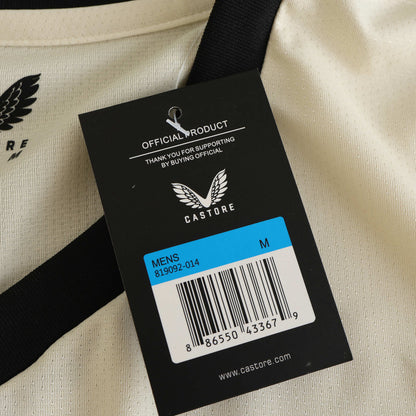 RE
M
OFFICIAL PRODUCT
THANK YOU FOR SUPPORTING
BY BUYING OFFICIAL
CASTORE
MENS
819092-014
M
8 86550 43367 9
www.castore.com